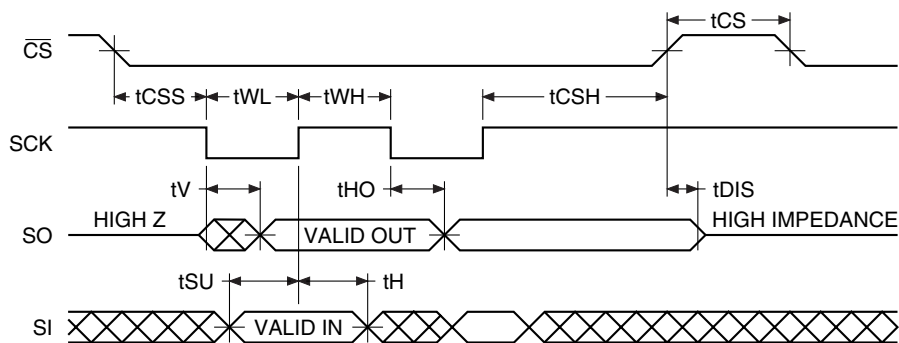 tCS
C̅S̅
tCSS tWL tWH tCSH
SCK
tV tHO tDIS
HIGH Z VALID OUT HIGH IMPEDANCE
SO
tSU tH
SI VALID IN